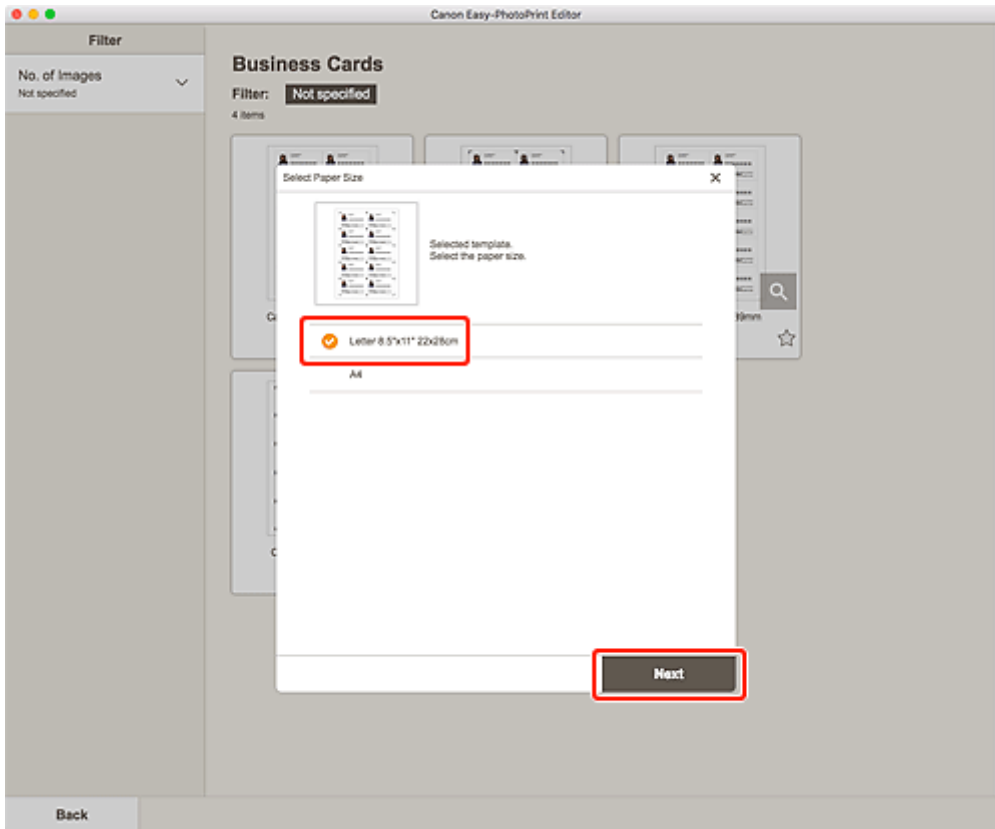 Canon Easy-PhotoPrint Editor
Filter
No. of Images
Not specified
Business Cards
Filter: Not specified
4 items
Select Paper Size
Selected template.
Select the paper size.
Letter 8.5"x11" 22x28cm
A4
Next
Back